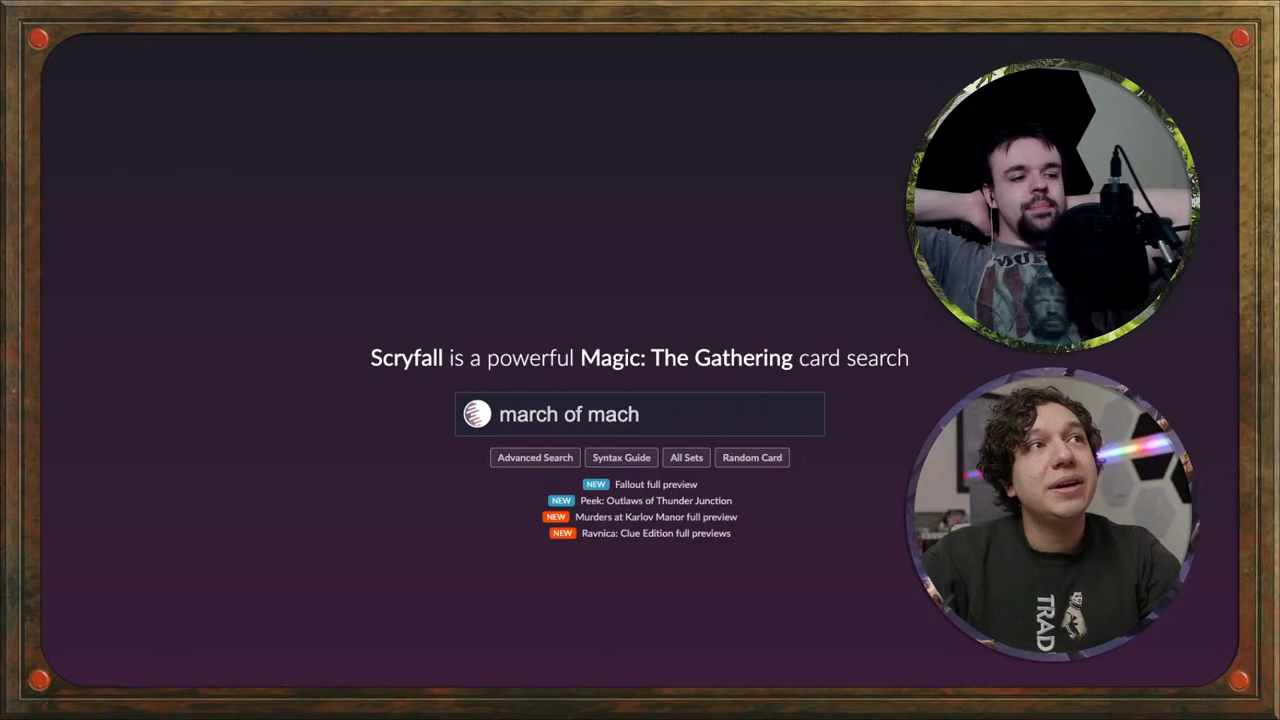 Scryfall is a powerful Magic: The Gathering card search
march of mach
Advanced Search Syntax Guide All Sets Random Card
NEW Fallout full preview
NEW Peek: Outlaws of Thunder Junction
NEW Murders at Karlov Manor full preview
NEW Ravnica: Clue Edition full previews
TRAD